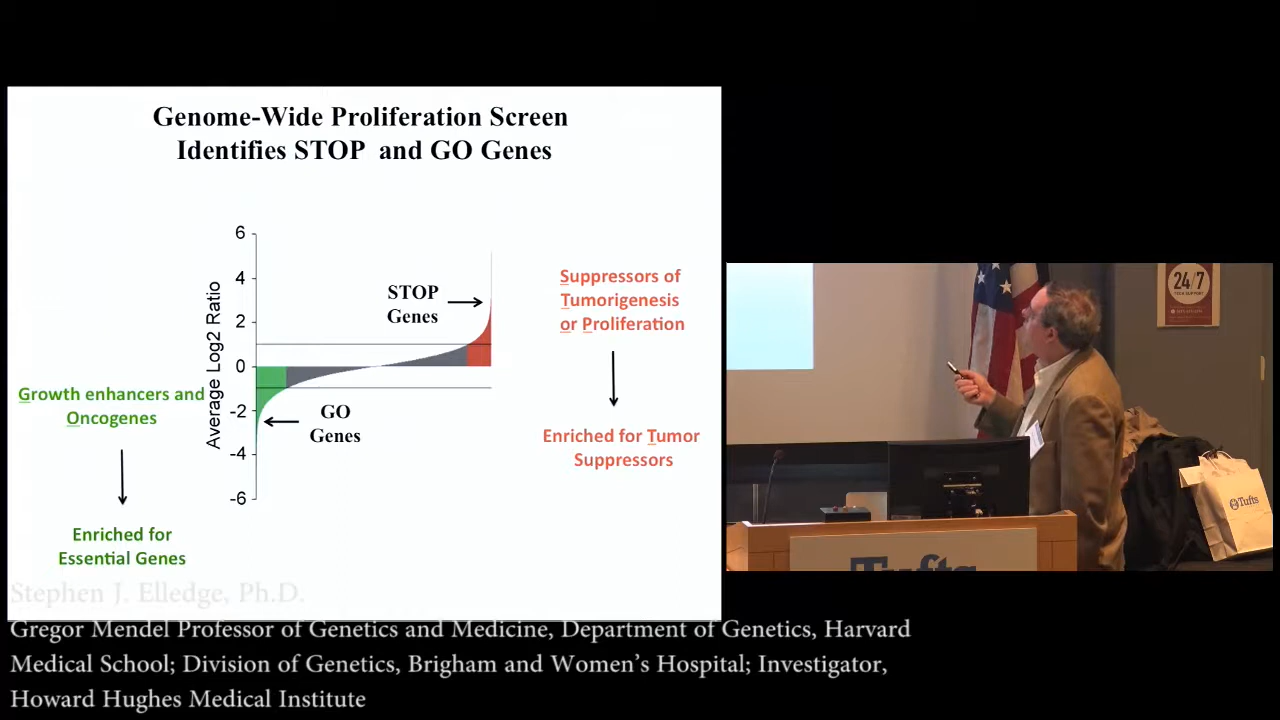 Genome-Wide Proliferation Screen
Identifies STOP and GO Genes
6
4
2
0
-2
-4
-6
Average Log2 Ratio
STOP
Genes
GO
Genes
Growth enhancers and
Oncogenes
Enriched for
Essential Genes
Suppressors of
Tumorigenesis
or Proliferation
Enriched for Tumor
Suppressors
24/7
TECH SUPPORT
Tufts
Tufts
Stephen J. Elledge, Ph.D.
Gregor Mendel Professor of Genetics and Medicine, Department of Genetics, Harvard
Medical School; Division of Genetics, Brigham and Women's Hospital; Investigator,
Howard Hughes Medical Institute